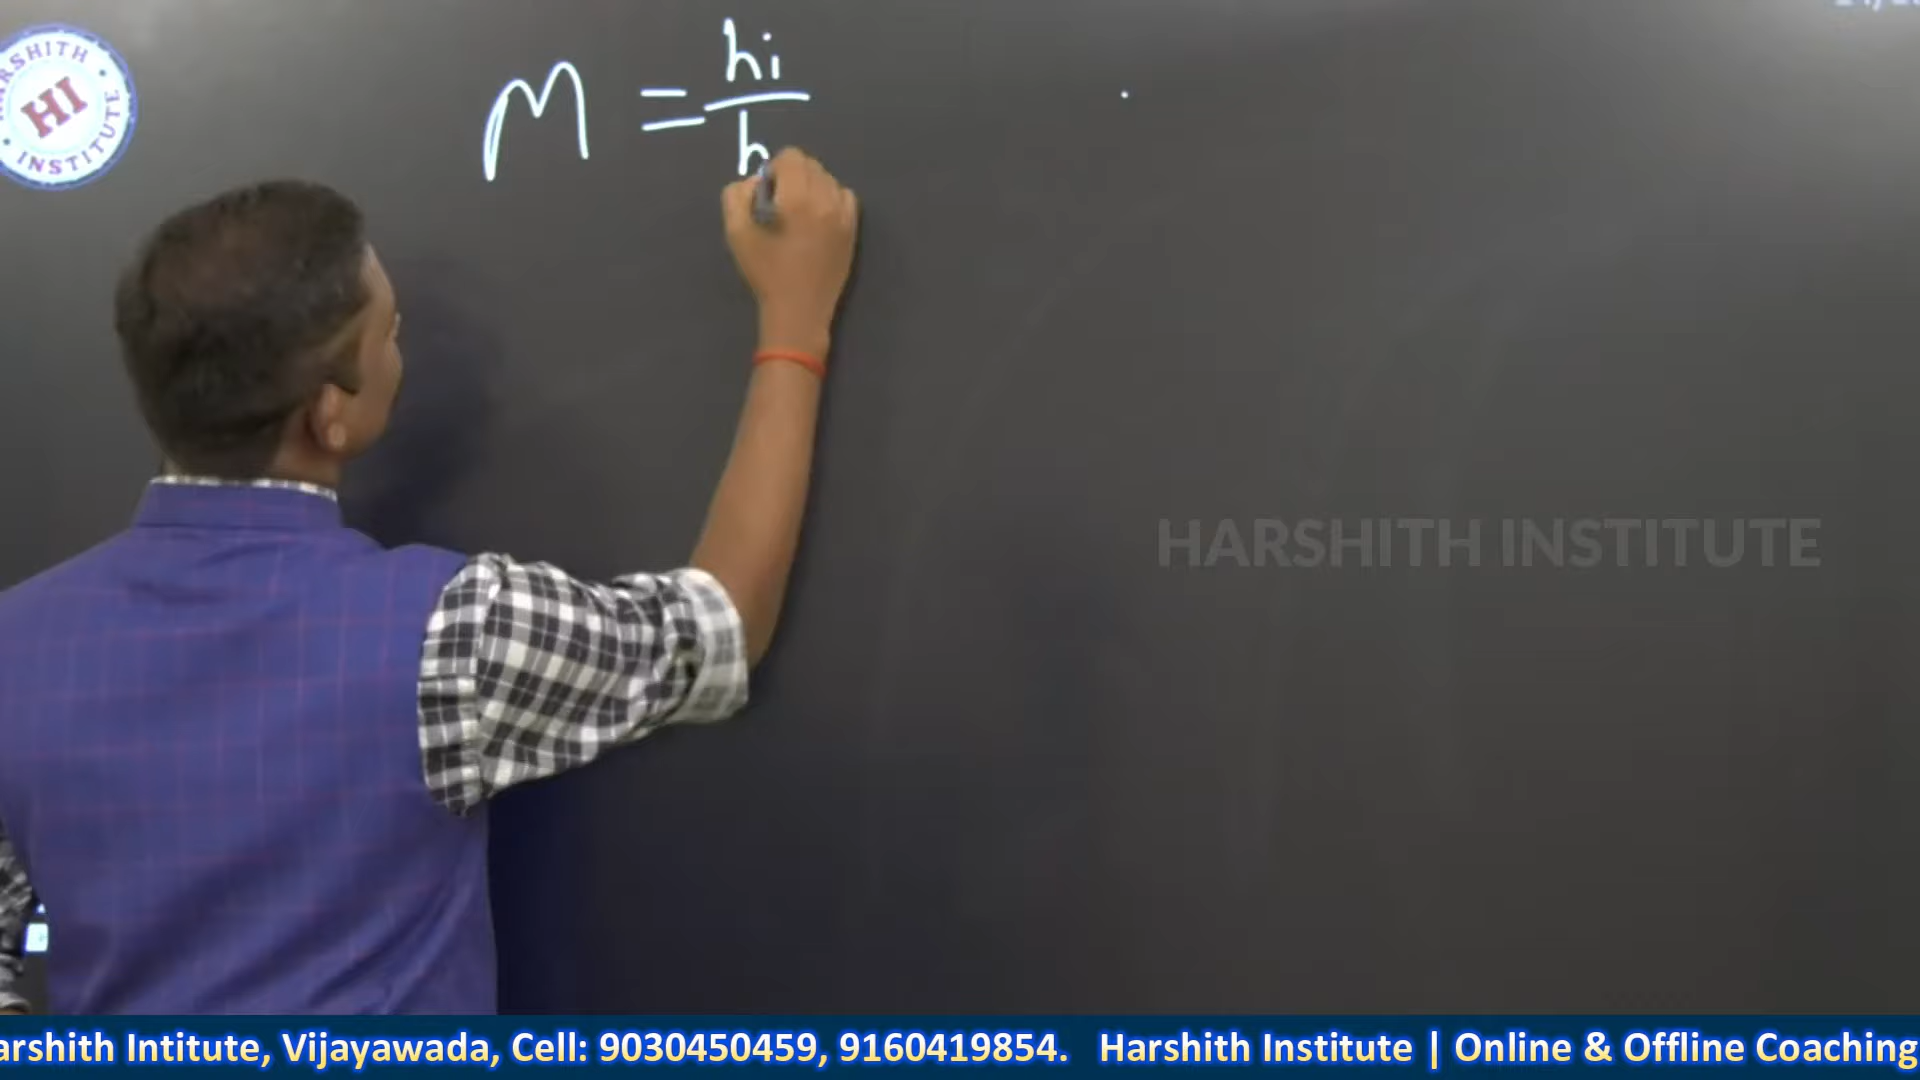 HARSHITH
HI
INSTITUTE
M = hi
h
HARSHITH INSTITUTE
arshith Intitute, Vijayawada, Cell: 9030450459, 9160419854. Harshith Institute | Online & Offline Coaching